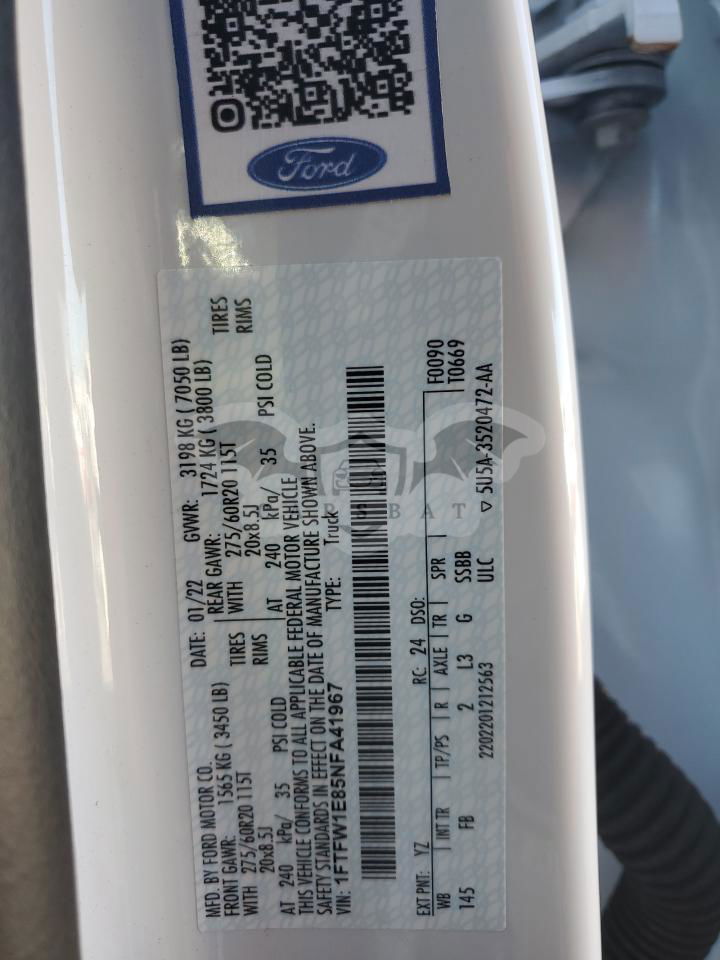 Ford
MFD. BY FORD MOTOR CO.
DATE: 01/22 GVWR: 3198 KG ( 7050 LB)
FRONT GAWR: 1565 KG ( 3450 LB) REAR GAWR: 1724 KG ( 3800 LB)
WITH 275/60R20 115T TIRES WITH 275/60R20 115T TIRES
20x8.5J RIMS 20x8.5J RIMS
AT 240 kPa/ 35 PSI COLD AT 240 kPa/ 35 PSI COLD
THIS VEHICLE CONFORMS TO ALL APPLICABLE FEDERAL MOTOR VEHICLE
SAFETY STANDARDS IN EFFECT ON THE DATE OF MANUFACTURE SHOWN ABOVE.
VIN: 1FTFW1E85NFA41967 TYPE: Truck
F0090
EXT PNT: YZ RC: 24 DSO: T0669
WB | INT TR | TP/PS | R | AXLE | TR | SPR |
145 FB 2 L3 G SSBB
2202201212563 ULC ▽ 5U5A-3520472-AA